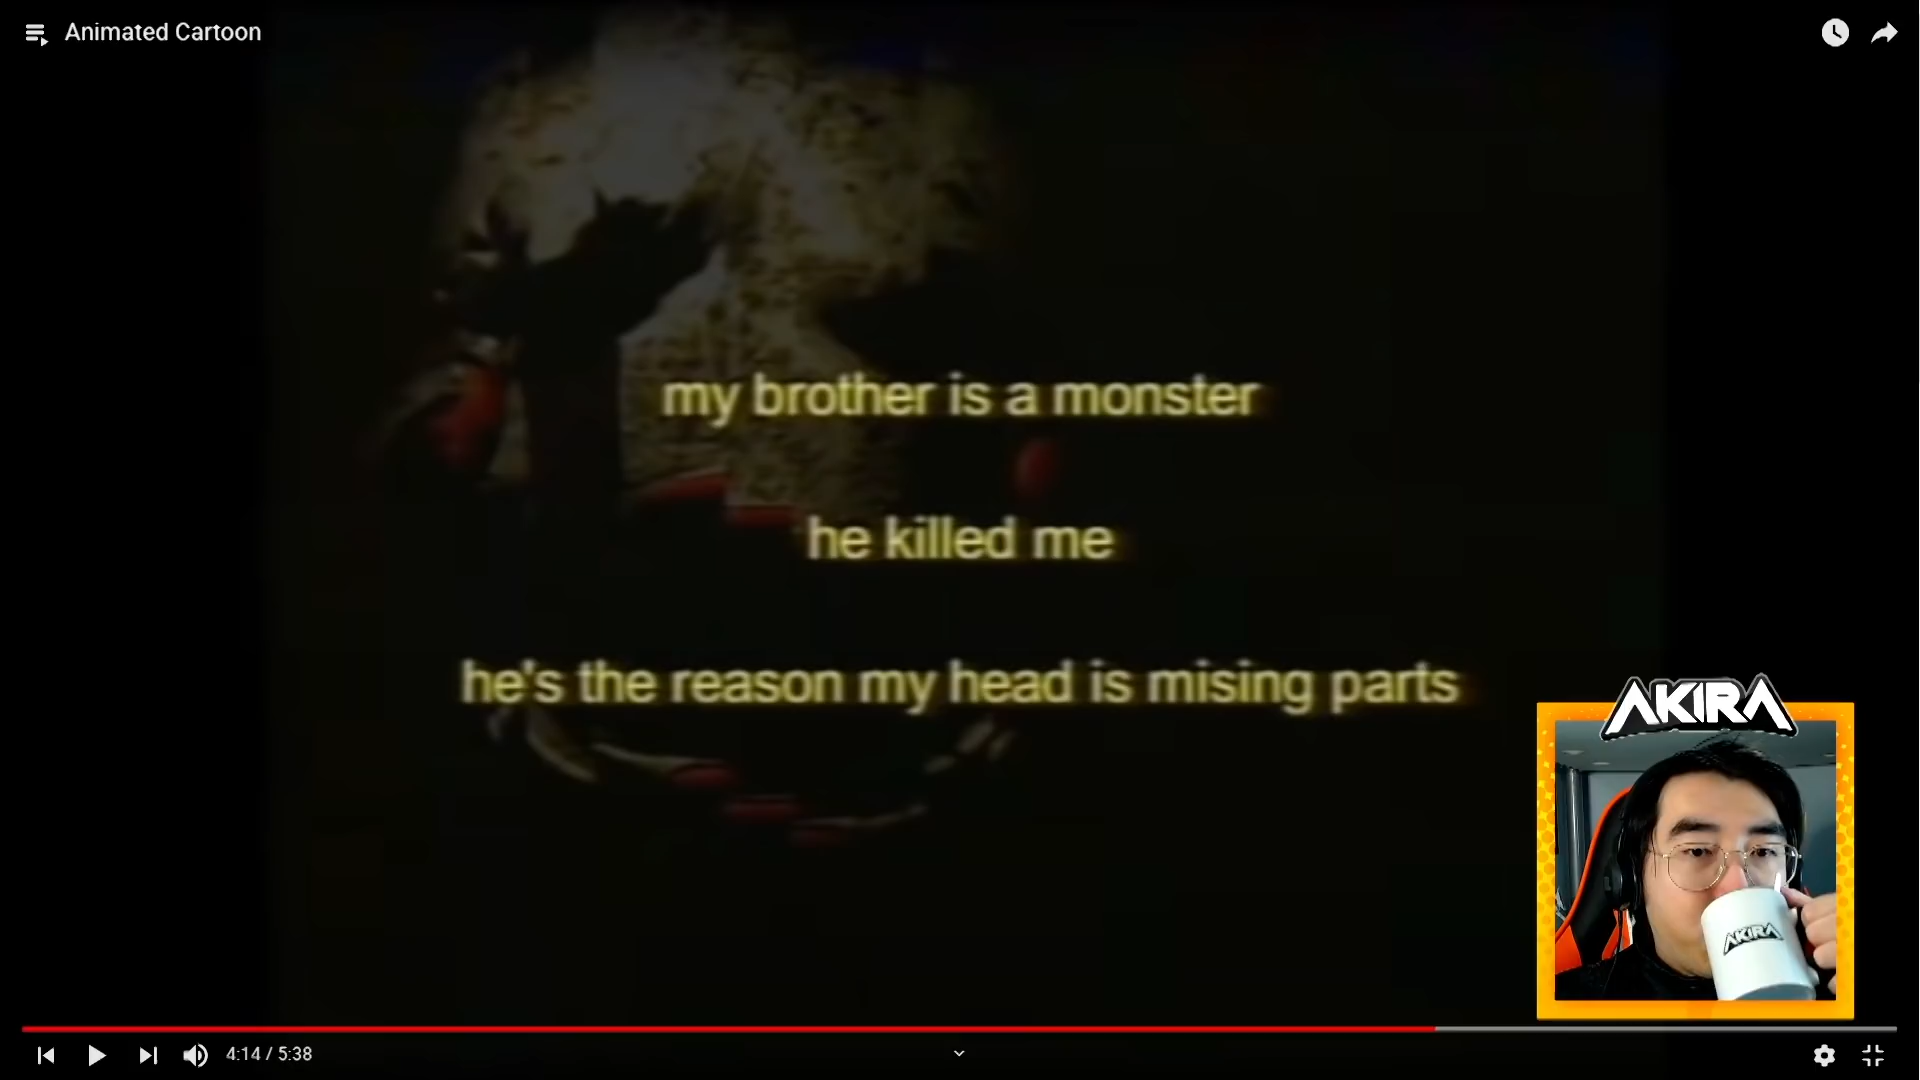 Animated Cartoon
my brother is a monster
he killed me
he's the reason my head is mising parts
AKIRA
AKIRA
4:14 / 5:38